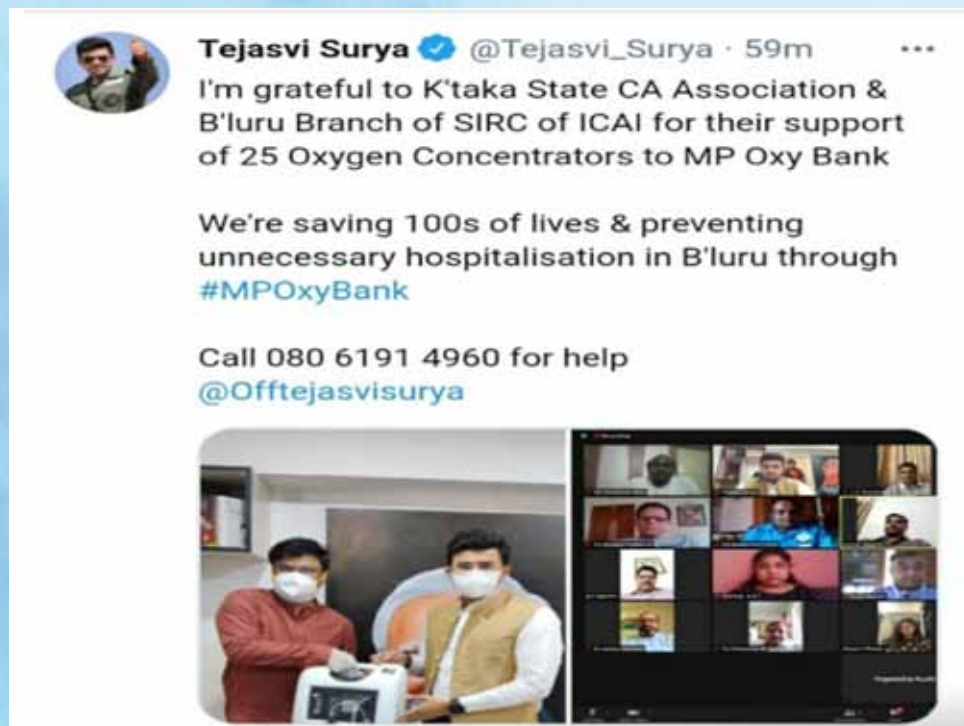 Tejasvi Surya @Tejasvi_Surya · 59m
I'm grateful to K'taka State CA Association &
B'luru Branch of SIRC of ICAI for their support
of 25 Oxygen Concentrators to MP Oxy Bank
We're saving 100s of lives & preventing
unnecessary hospitalisation in B'luru through
#MPOxyBank
Call 080 6191 4960 for help
@Offtejasvisurya